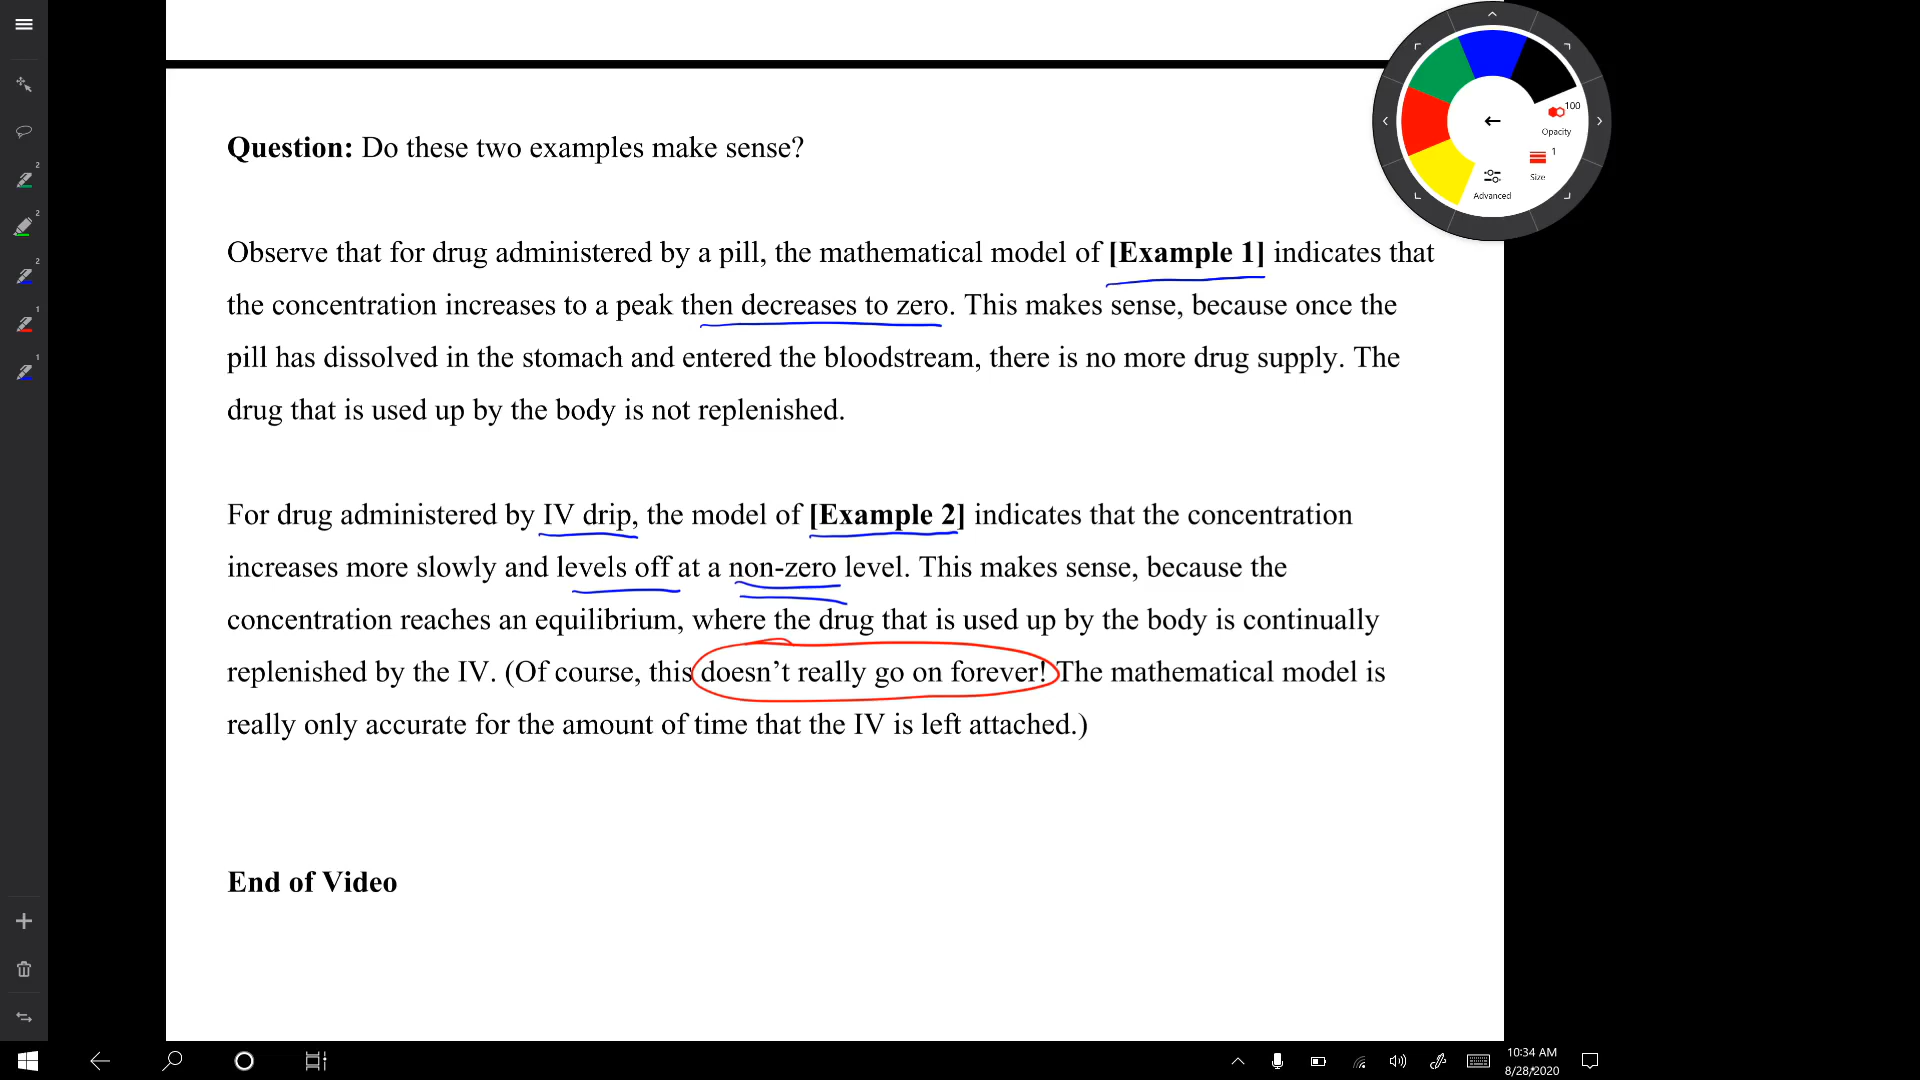 Question: Do these two examples make sense?
Observe that for drug administered by a pill, the mathematical model of [Example 1] indicates that
the concentration increases to a peak then decreases to zero. This makes sense, because once the
pill has dissolved in the stomach and entered the bloodstream, there is no more drug supply. The
drug that is used up by the body is not replenished.
For drug administered by IV drip, the model of [Example 2] indicates that the concentration
increases more slowly and levels off at a non-zero level. This makes sense, because the
concentration reaches an equilibrium, where the drug that is used up by the body is continually
replenished by the IV. (Of course, this doesn’t really go on forever! The mathematical model is
really only accurate for the amount of time that the IV is left attached.)
End of Video
100
Opacity
1
Size
Advanced
2
2
2
1
1
10:34 AM
8/28/2020